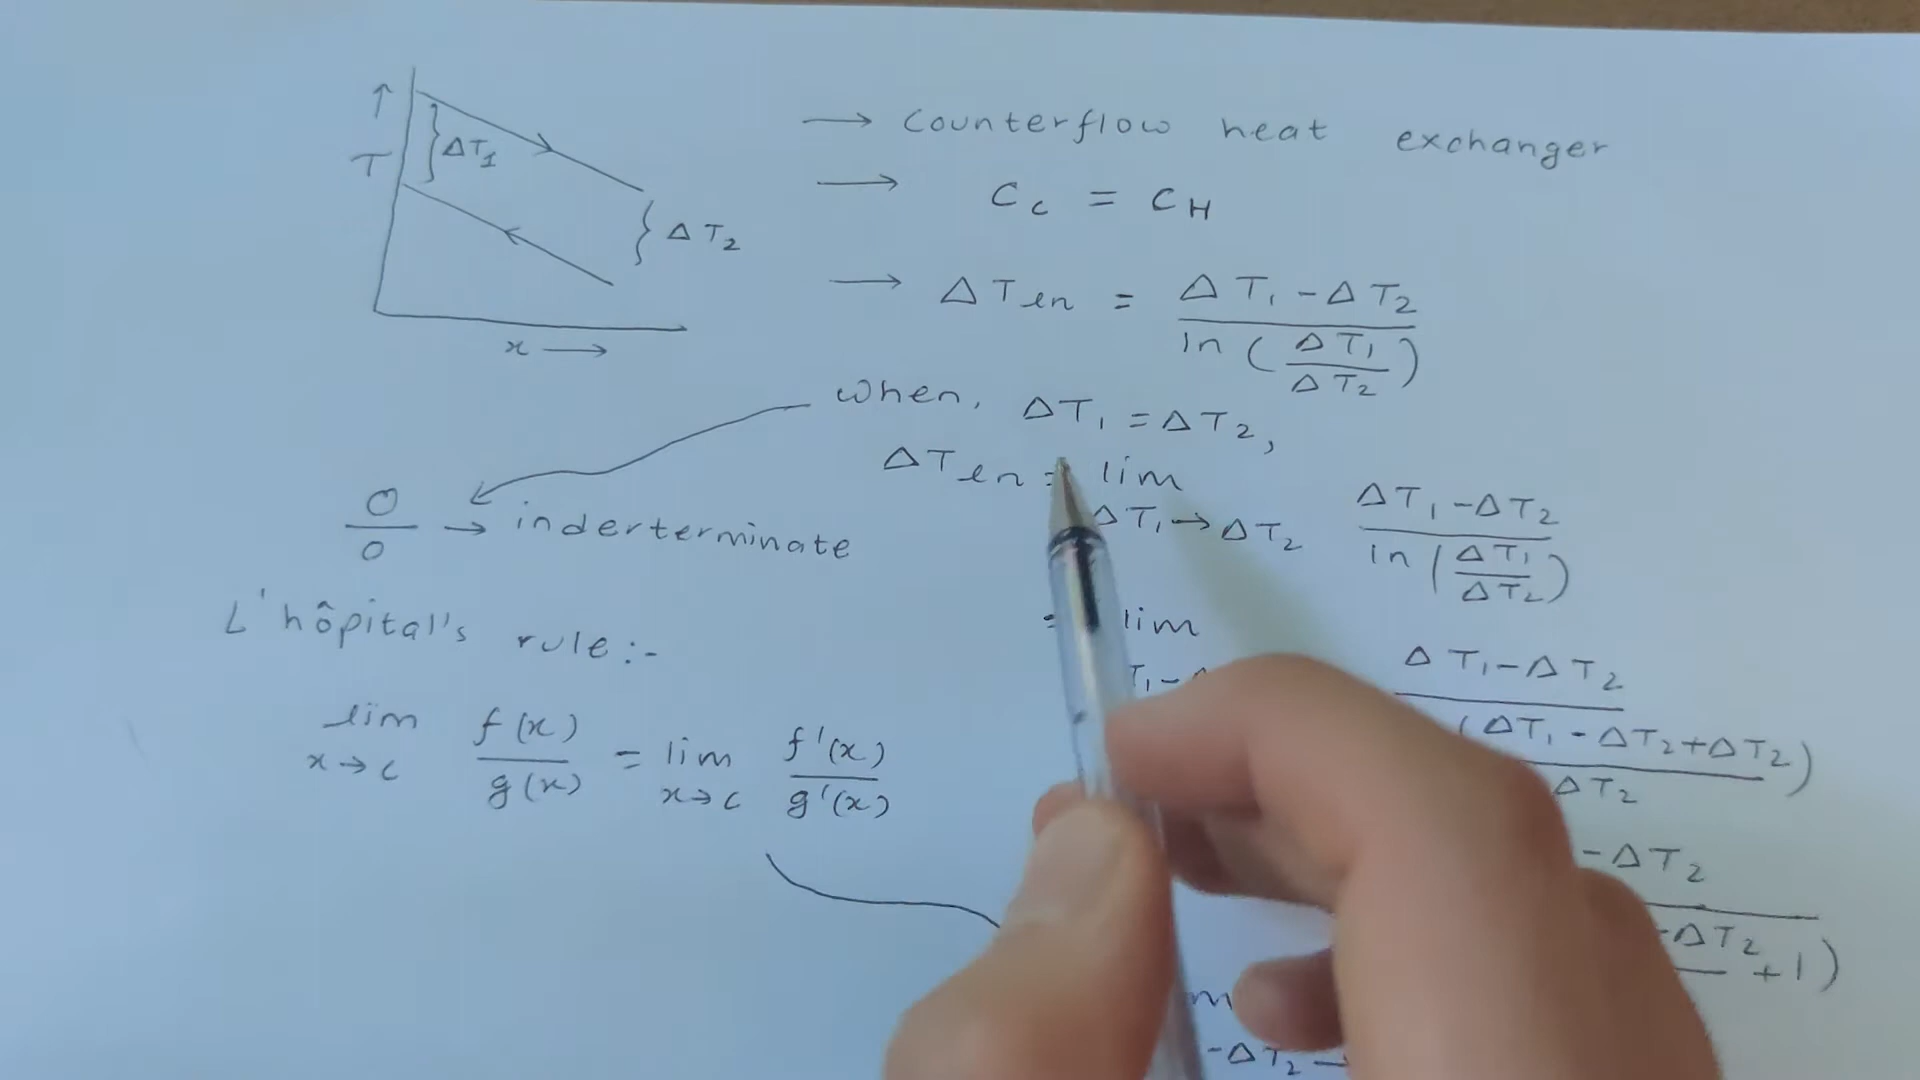 ↑
T
} ΔT1
} ΔT2
x →
→ Counterflow heat exchanger
→ Cc = CH
→ ΔTln = (ΔT1 - ΔT2) / ln(ΔT1/ΔT2)
When, ΔT1 = ΔT2,
ΔTln = lim ΔT1→ΔT2 (ΔT1 - ΔT2) / ln(ΔT1/ΔT2)
0/0 → inderterminate
= lim
T1 -
ΔT1 - ΔT2
(ΔT1 - ΔT2 + ΔT2)
ΔT2
- ΔT2
- ΔT2 + 1)
- ΔT2 →
L'hôpital's rule :-
lim x→c f(x)/g(x) = lim x→c f'(x)/g'(x)